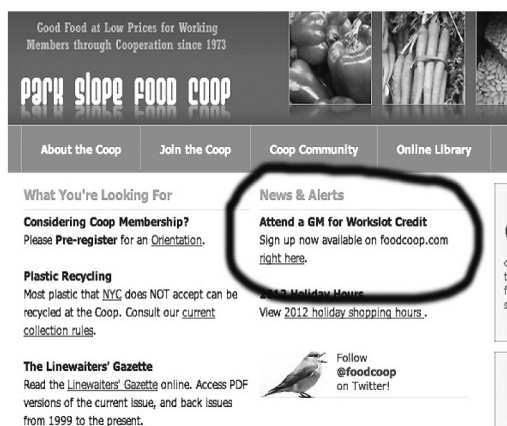 Good Food at Low Prices for Working
Members through Cooperation since 1973
Park Slope Food Coop
About the Coop
Join the Coop
Coop Community
Online Library
What You're Looking For
Considering Coop Membership?
Please Pre-register for an Orientation.
Plastic Recycling
Most plastic that NYC does NOT accept can be
recycled at the Coop. Consult our current
collection rules.
The Linewaiters' Gazette
Read the Linewaiters' Gazette online. Access PDF
versions of the current issue, and back issues
from 1999 to the present.
News & Alerts
Attend a GM for Workslot Credit
Sign up now available on foodcoop.com
right here.
2012 Holiday Hours
View 2012 holiday shopping hours .
Follow
@foodcoop
on Twitter!